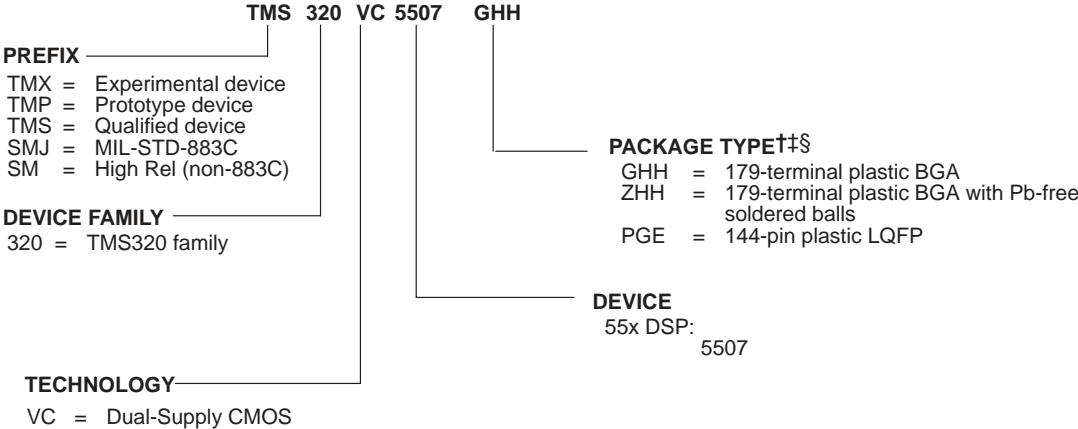 TMS 320 VC 5507 GHH
PREFIX
TMX = Experimental device
TMP = Prototype device
TMS = Qualified device
SMJ = MIL-STD-883C
SM = High Rel (non-883C)
DEVICE FAMILY
320 = TMS320 family
TECHNOLOGY
VC = Dual-Supply CMOS
PACKAGE TYPE†‡§
GHH = 179-terminal plastic BGA
ZHH = 179-terminal plastic BGA with Pb-free
soldered balls
PGE = 144-pin plastic LQFP
DEVICE
55x DSP:
5507